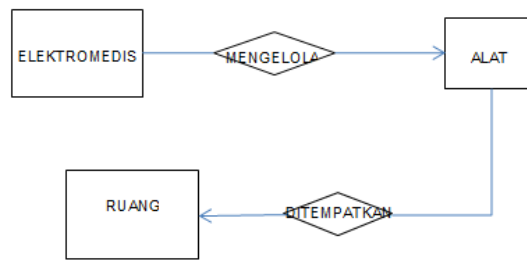 ELEKTROMEDIS
MENGELOLA
ALAT
RUANG
DITEMPATKAN